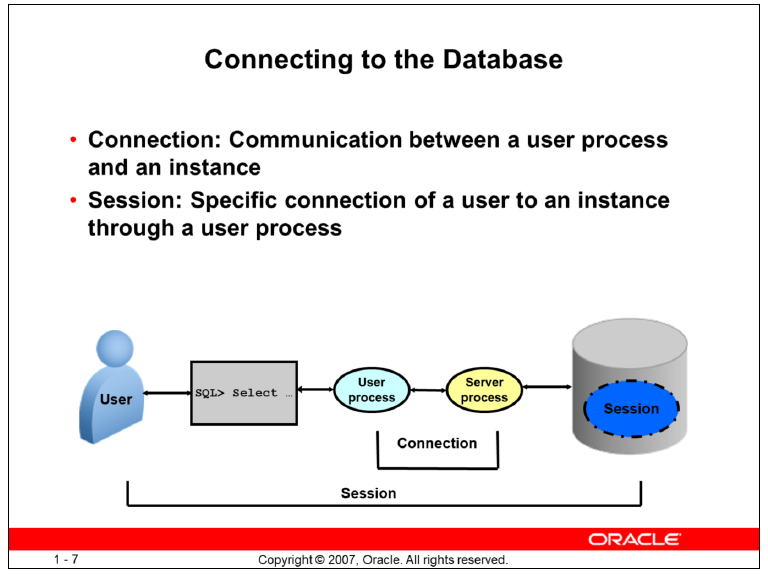 Connecting to the Database
• Connection: Communication between a user process
and an instance
• Session: Specific connection of a user to an instance
through a user process
User
SQL> Select …
User
process
Server
process
Session
Connection
Session
ORACLE
1 - 7
Copyright © 2007, Oracle. All rights reserved.